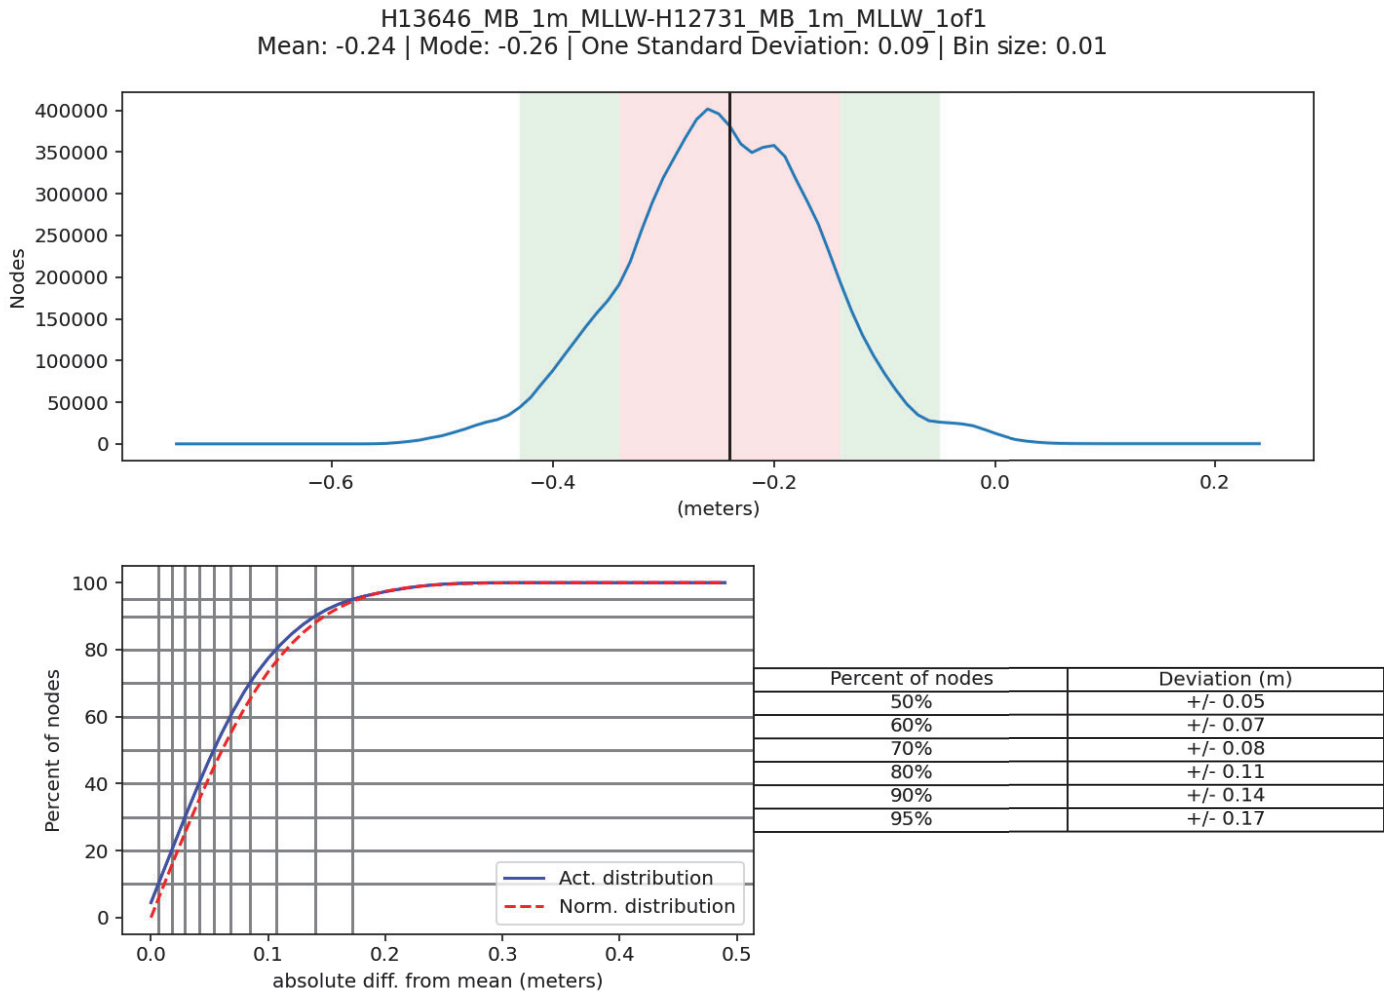 H13646_MB_1m_MLLW-H12731_MB_1m_MLLW_1of1
Mean: -0.24 | Mode: -0.26 | One Standard Deviation: 0.09 | Bin size: 0.01
400000
350000
300000
250000
200000
150000
100000
50000
0
Nodes
−0.6 −0.4 −0.2 0.0 0.2
(meters)
100
80
60
40
20
0
Percent of nodes
Act. distribution
Norm. distribution
0.0 0.1 0.2 0.3 0.4 0.5
absolute diff. from mean (meters)
Percent of nodes Deviation (m)
50% +/- 0.05
60% +/- 0.07
70% +/- 0.08
80% +/- 0.11
90% +/- 0.14
95% +/- 0.17